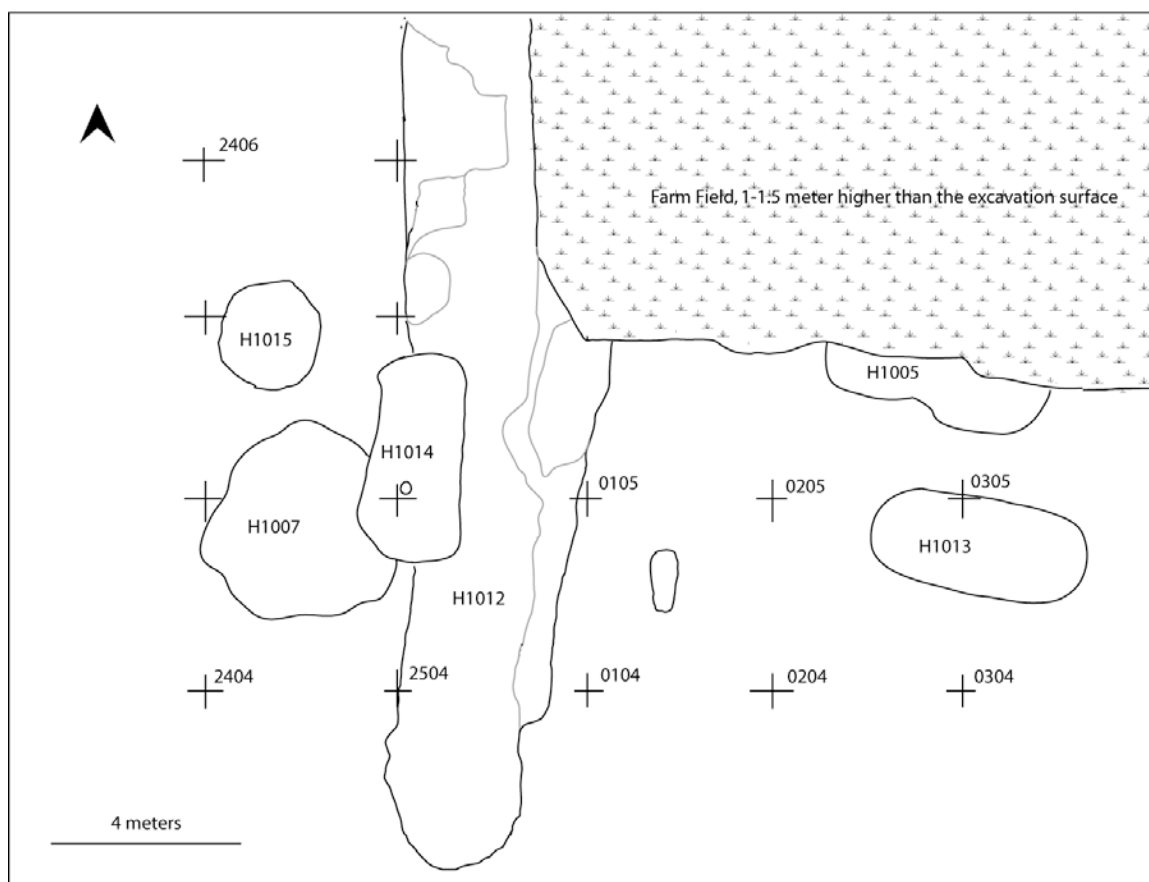 2406
Farm Field, 1-1.5 meter higher than the excavation surface
H1015
H1005
H1014
0105
0205
0305
H1007
H1013
H1012
2404
2504
0104
0204
0304
4 meters